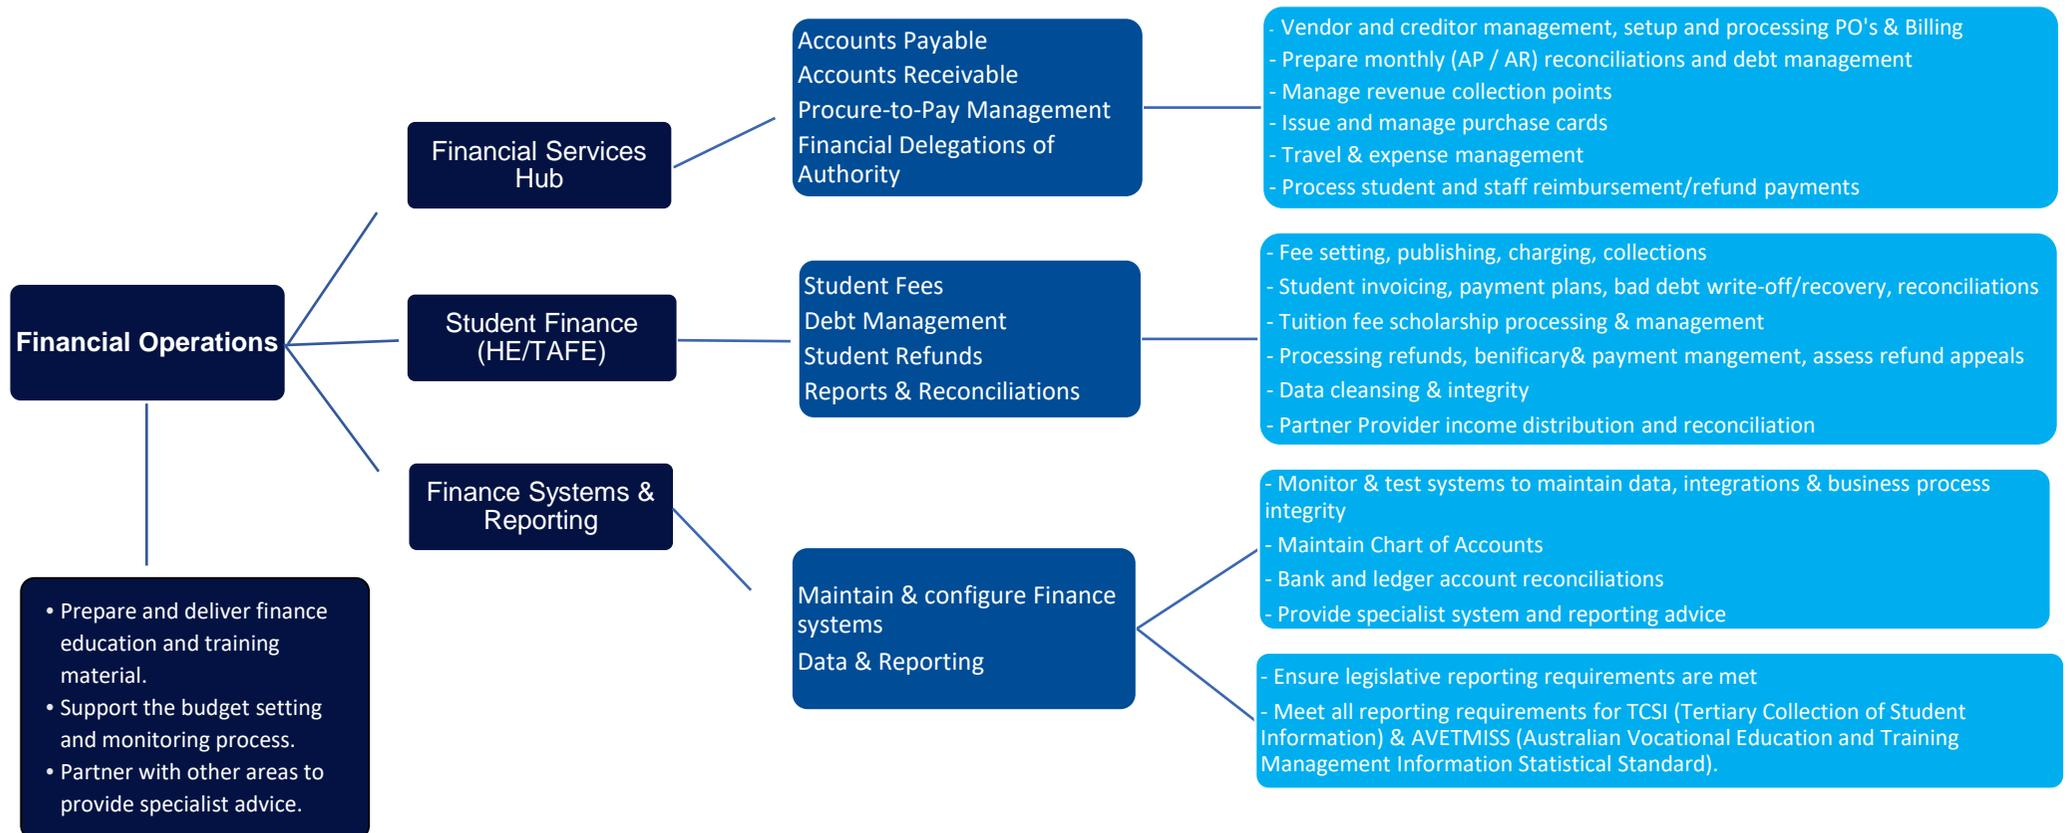 Financial Operations
• Prepare and deliver finance
education and training
material.
• Support the budget setting
and monitoring process.
• Partner with other areas to
provide specialist advice.
Financial Services
Hub
Accounts Payable
Accounts Receivable
Procure-to-Pay Management
Financial Delegations of
Authority
- Vendor and creditor management, setup and processing PO's & Billing
- Prepare monthly (AP / AR) reconciliations and debt management
- Manage revenue collection points
- Issue and manage purchase cards
- Travel & expense management
- Process student and staff reimbursement/refund payments
Student Finance
(HE/TAFE)
Student Fees
Debt Management
Student Refunds
Reports & Reconciliations
- Fee setting, publishing, charging, collections
- Student invoicing, payment plans, bad debt write-off/recovery, reconciliations
- Tuition fee scholarship processing & management
- Processing refunds, benificary& payment mangement, assess refund appeals
- Data cleansing & integrity
- Partner Provider income distribution and reconciliation
Finance Systems &
Reporting
Maintain & configure Finance
systems
Data & Reporting
- Monitor & test systems to maintain data, integrations & business process
integrity
- Maintain Chart of Accounts
- Bank and ledger account reconciliations
- Provide specialist system and reporting advice
- Ensure legislative reporting requirements are met
- Meet all reporting requirements for TCSI (Tertiary Collection of Student
Information) & AVETMISS (Australian Vocational Education and Training
Management Information Statistical Standard).